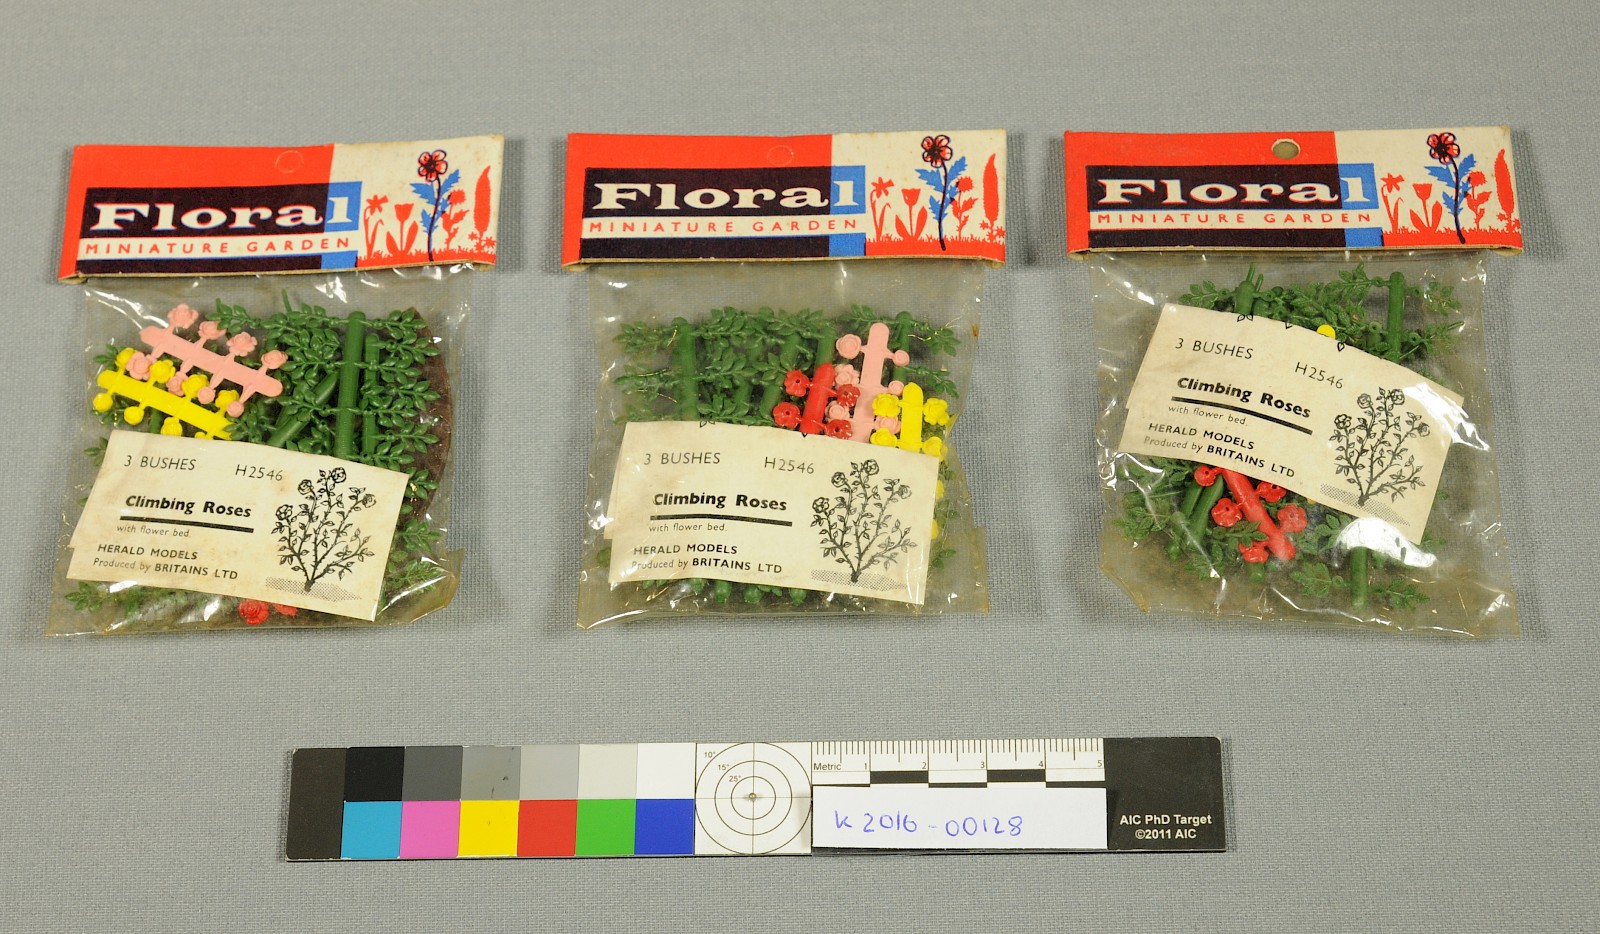 Floral
MINIATURE GARDEN
3 BUSHES H2546
Climbing Roses
with flower bed.
HERALD MODELS
Produced by BRITAINS LTD
Floral
MINIATURE GARDEN
3 BUSHES H2546
Climbing Roses
with flower bed.
HERALD MODELS
Produced by BRITAINS LTD
Floral
MINIATURE GARDEN
3 BUSHES H2546
Climbing Roses
with flower bed.
HERALD MODELS
Produced by BRITAINS LTD
10°
15°
25°
Metric 1 2 3 4 5
K 2016-00128
AIC PhD Target
©2011 AIC